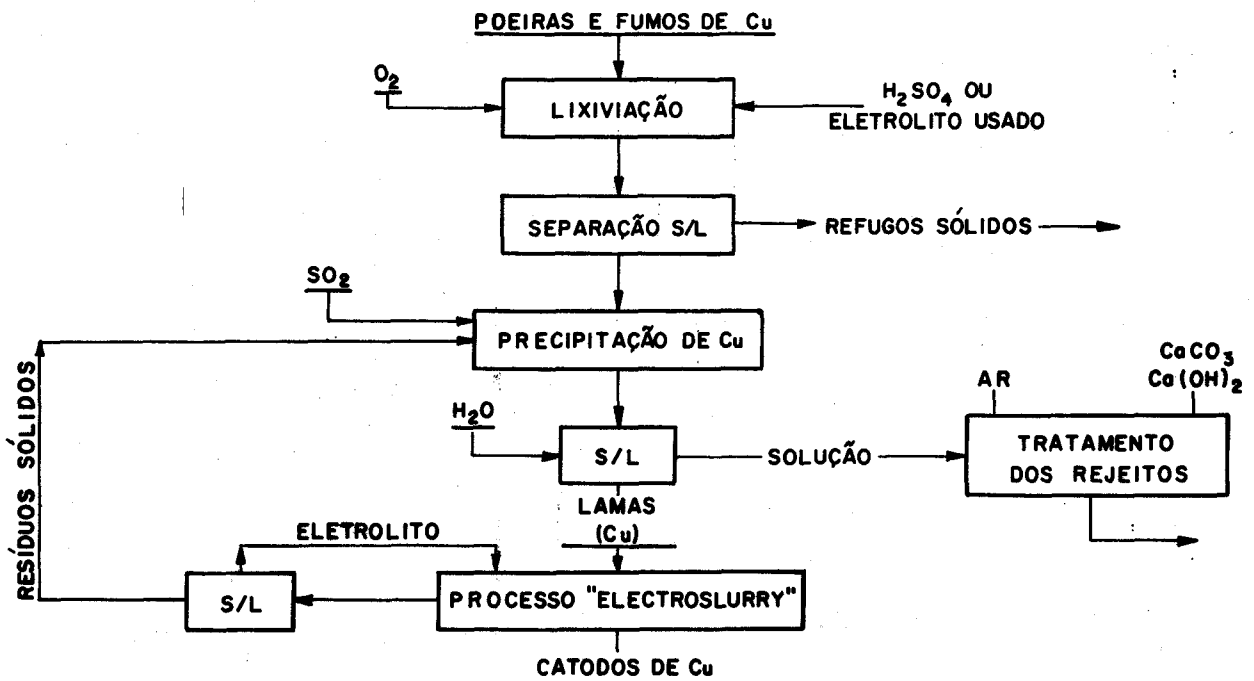 POEIRAS E FUMOS DE Cu
O₂
LIXIVIAÇÃO
H₂SO₄ OU
ELETROLITO USADO
SEPARAÇÃO S/L
REFUGOS SÓLIDOS
SO₂
PRECIPITAÇÃO DE Cu
RESÍDUOS SÓLIDOS
H₂O
S/L
SOLUÇÃO
AR
CaCO₃
Ca(OH)₂
TRATAMENTO
DOS REJEITOS
LAMAS
(Cu)
ELETROLITO
S/L
PROCESSO "ELECTROSLURRY"
CATODOS DE Cu